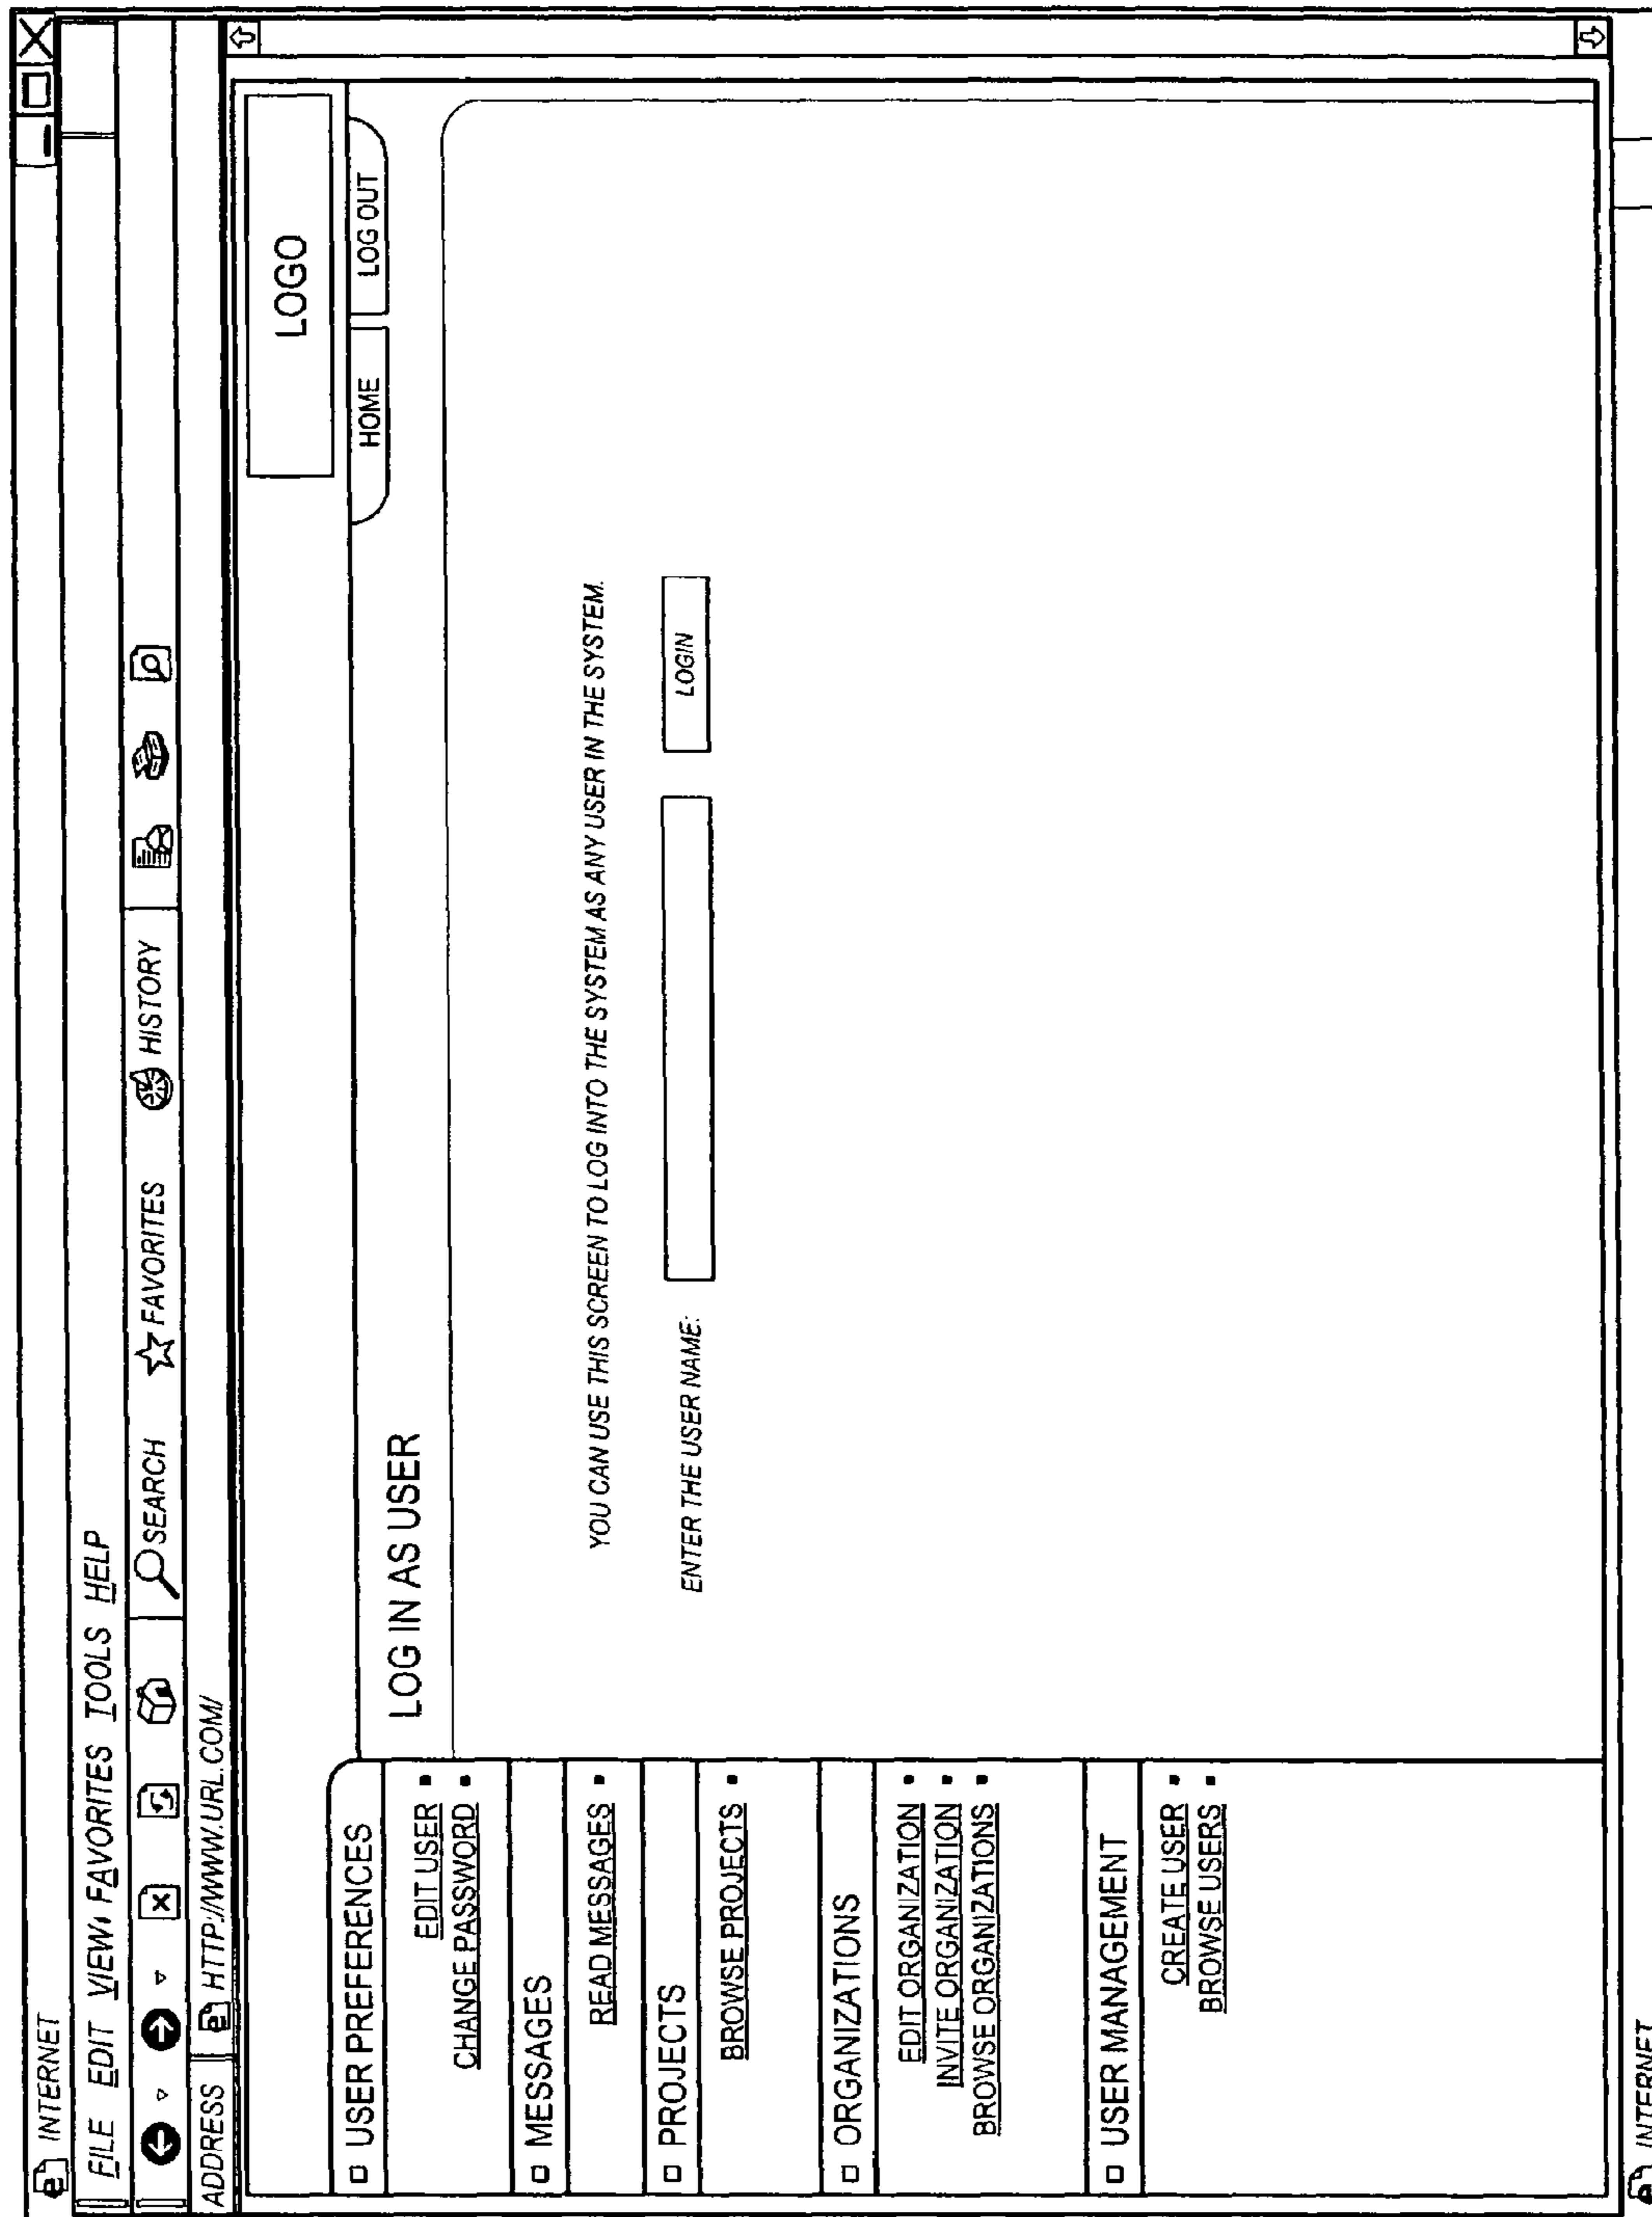 INTERNET
FILE EDIT VIEW FAVORITES TOOLS HELP
SEARCH FAVORITES HISTORY
ADDRESS HTTP://WWW.URL.COM/
LOGO
HOME LOG OUT
USER PREFERENCES
EDIT USER
CHANGE PASSWORD
MESSAGES
READ MESSAGES
PROJECTS
BROWSE PROJECTS
ORGANIZATIONS
EDIT ORGANIZATION
INVITE ORGANIZATION
BROWSE ORGANIZATIONS
USER MANAGEMENT
CREATE USER
BROWSE USERS
LOG IN AS USER
YOU CAN USE THIS SCREEN TO LOG INTO THE SYSTEM AS ANY USER IN THE SYSTEM.
ENTER THE USER NAME: LOGIN
INTERNET